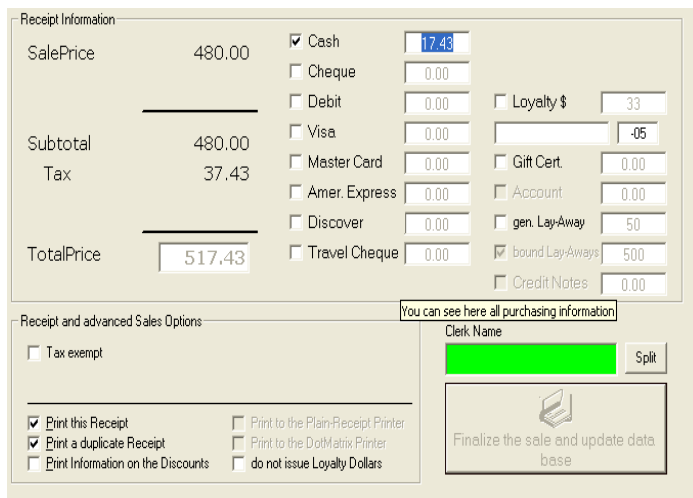 Receipt Information
SalePrice 480.00
Subtotal 480.00
Tax 37.43
TotalPrice 517.43
Cash 17.43
Cheque 0.00
Debit 0.00
Visa 0.00
Master Card 0.00
Amer. Express 0.00
Discover 0.00
Travel Cheque 0.00
Loyalty $ 33
-05
Gift Cert. 0.00
Account 0.00
gen. Lay-Away 50
bound Lay-Aways 500
Credit Notes 0.00
You can see here all purchasing information
Receipt and advanced Sales Options
Tax exempt
Print this Receipt
Print a duplicate Receipt
Print Information on the Discounts
Print to the Plain-Receipt Printer
Print to the DotMatrix Printer
do not issue Loyalty Dollars
Clerk Name
Split
Finalize the sale and update data
base